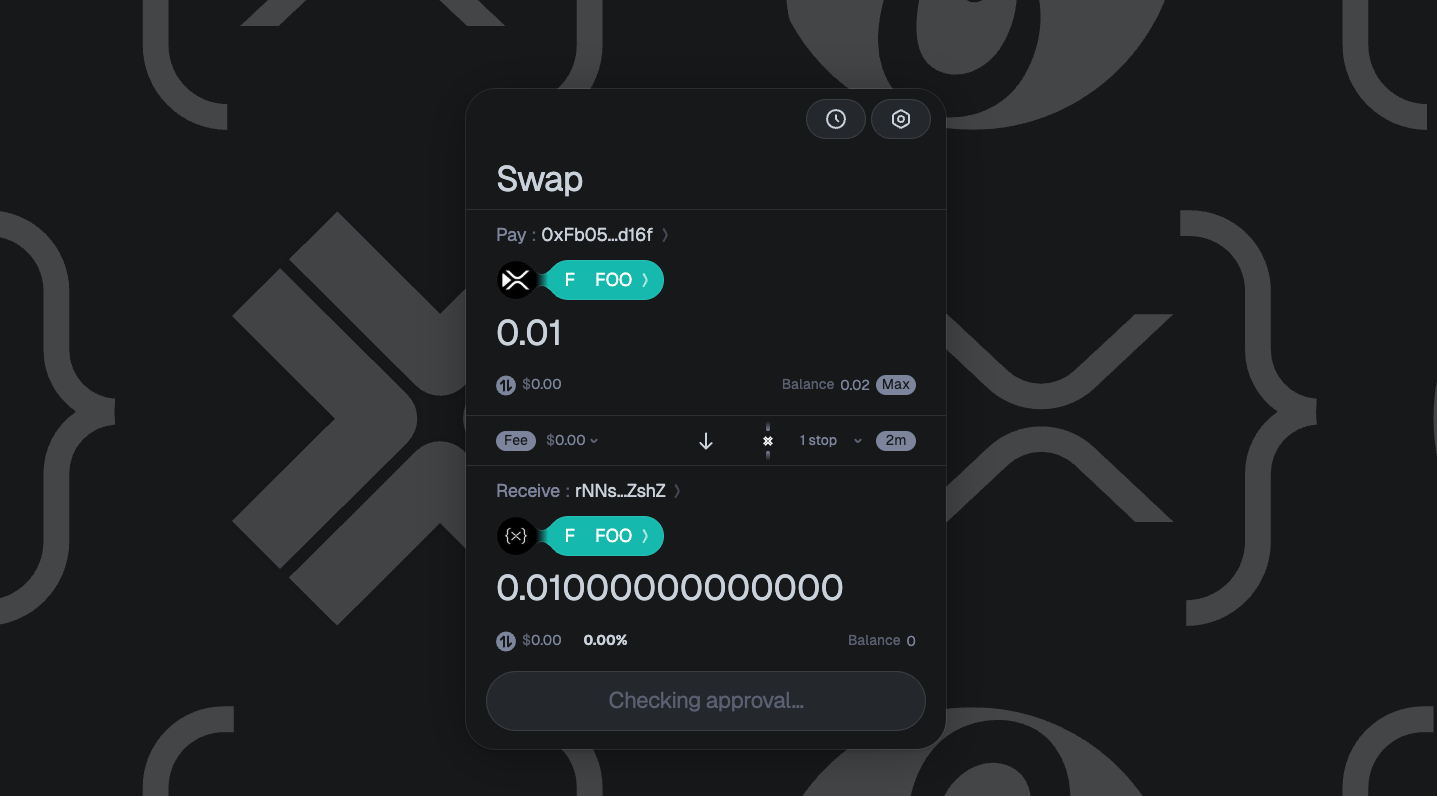 Swap
Pay : 0xFb05...d16f
F FOO
0.01
$0.00 Balance 0.02 Max
Fee $0.00 1 stop 2m
Receive : rNNs...ZshZ
{x} F FOO
0.01000000000000
$0.00 0.00% Balance 0
Checking approval...